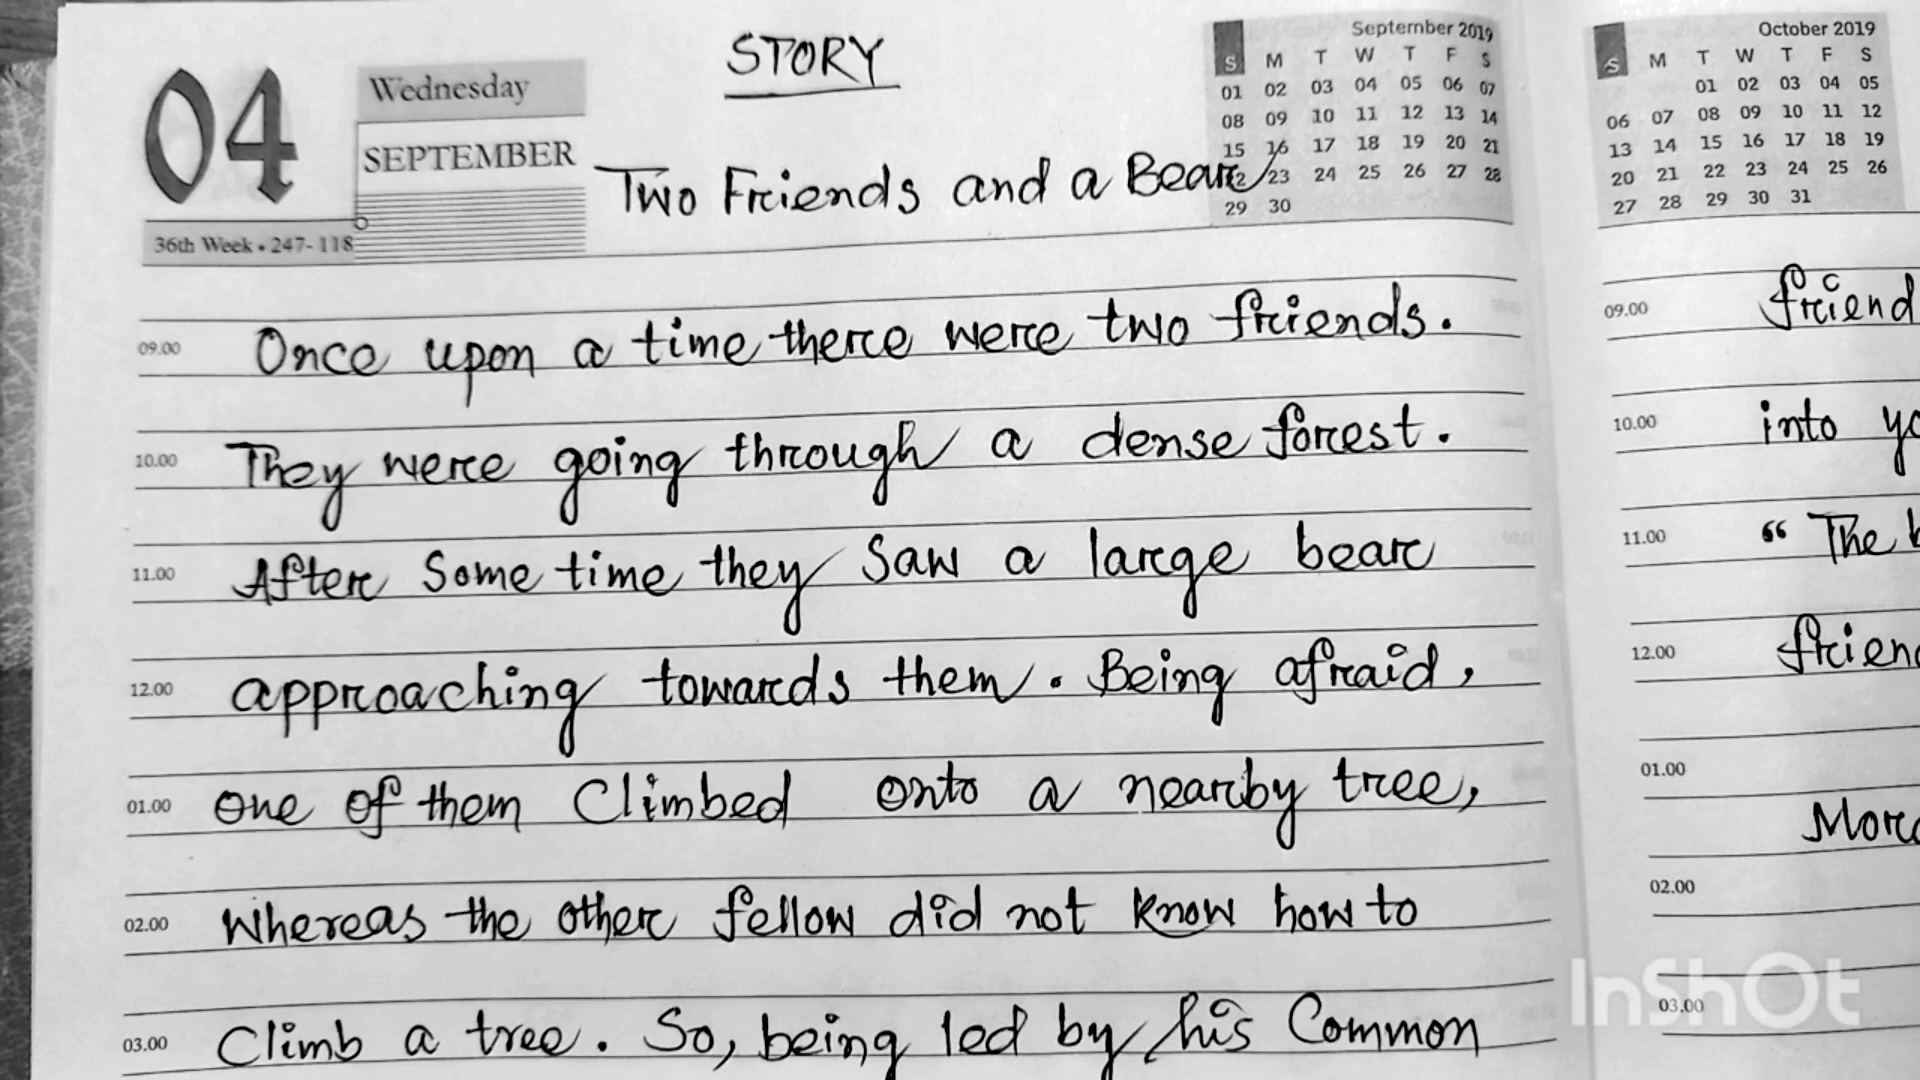 STORY
04
Wednesday
SEPTEMBER
36th Week • 247- 118
Two Friends and a Bear
September 2019
S M T W T F S
01 02 03 04 05 06 07
08 09 10 11 12 13 14
15 16 17 18 19 20 21
23 24 25 26 27 28
29 30
09.00 Once upon a time there were two friends.
10.00 They were going through a dense forest.
11.00 After some time they saw a large bear
12.00 approaching towards them. Being afraid,
01.00 one of them climbed onto a nearby tree,
02.00 whereas the other fellow did not know how to
03.00 Climb a tree. So, being led by his Common
October 2019
S M T W T F S
01 02 03 04 05
06 07 08 09 10 11 12
13 14 15 16 17 18 19
20 21 22 23 24 25 26
27 28 29 30 31
09.00 friend
10.00 into
11.00 " The
12.00
01.00
02.00
03.00
InShOt